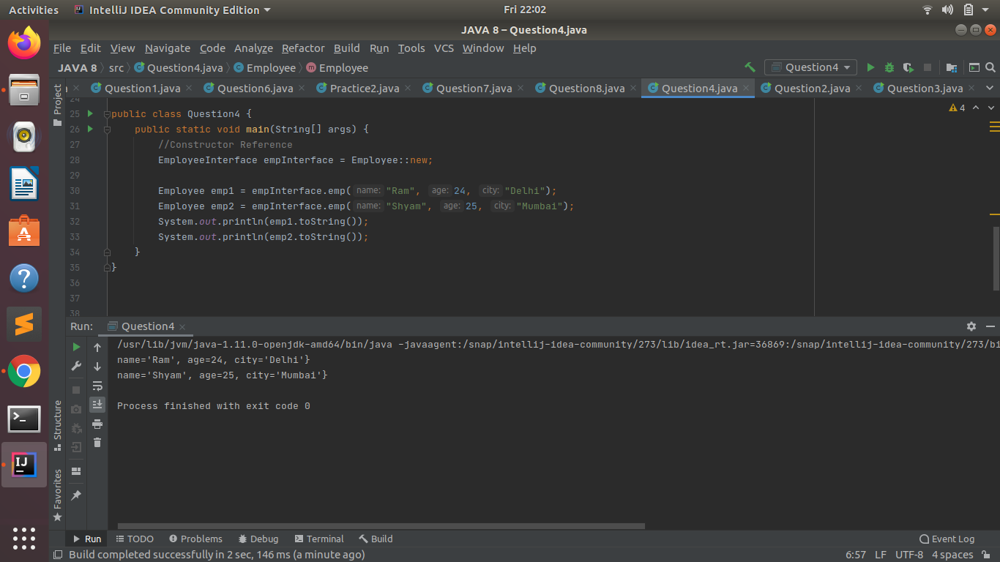 Activities IntelliJ IDEA Community Edition Fri 22:02
JAVA 8 – Question4.java
File Edit View Navigate Code Analyze Refactor Build Run Tools VCS Window Help
JAVA 8 src Question4.java Employee Employee Question4
Question1.java Question6.java Practice2.java Question7.java Question8.java Question4.java Question2.java Question3.java
Project
24
25 public class Question4 { 4
26 public static void main(String[] args) {
27 //Constructor Reference
28 EmployeeInterface empInterface = Employee::new;
29
30 Employee emp1 = empInterface.emp( name: "Ram", age: 24, city: "Delhi");
31 Employee emp2 = empInterface.emp( name: "Shyam", age: 25, city: "Mumbai");
32 System.out.println(emp1.toString());
33 System.out.println(emp2.toString());
34 }
35 }
36
37
38
Run: Question4
/usr/lib/jvm/java-1.11.0-openjdk-amd64/bin/java -javaagent:/snap/intellij-idea-community/273/lib/idea_rt.jar=36869:/snap/intellij-idea-community/273/bi
name='Ram', age=24, city='Delhi'}
name='Shyam', age=25, city='Mumbai'}
Process finished with exit code 0
Structure
Favorites
Run TODO Problems Debug Terminal Build Event Log
Build completed successfully in 2 sec, 146 ms (a minute ago) 6:57 LF UTF-8 4 spaces